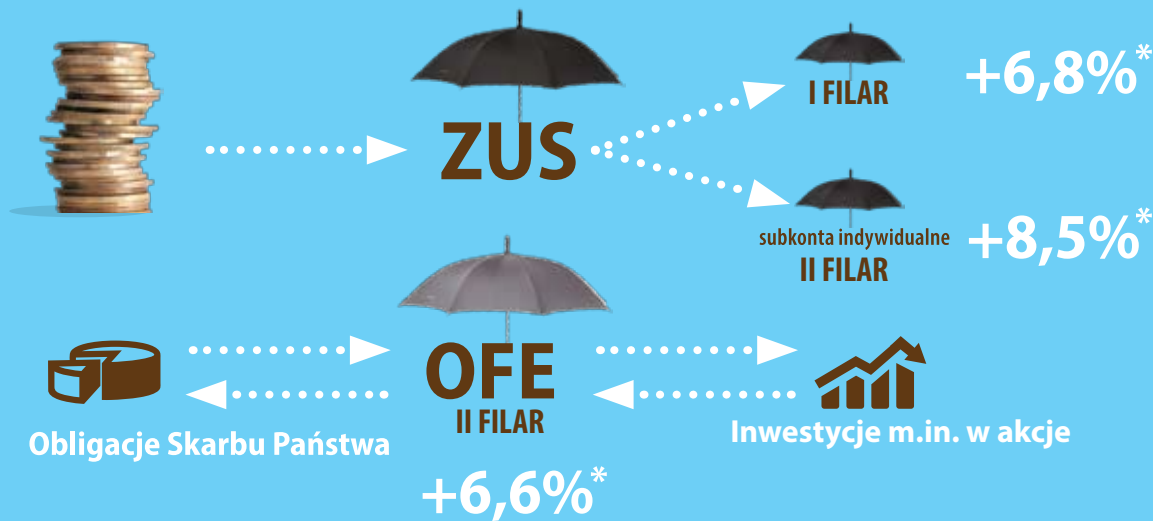 ZUS
I FILAR
+6,8%*
subkonta indywidualne
II FILAR
+8,5%*
OFE
II FILAR
+6,6%*
Obligacje Skarbu Państwa
Inwestycje m.in. w akcje